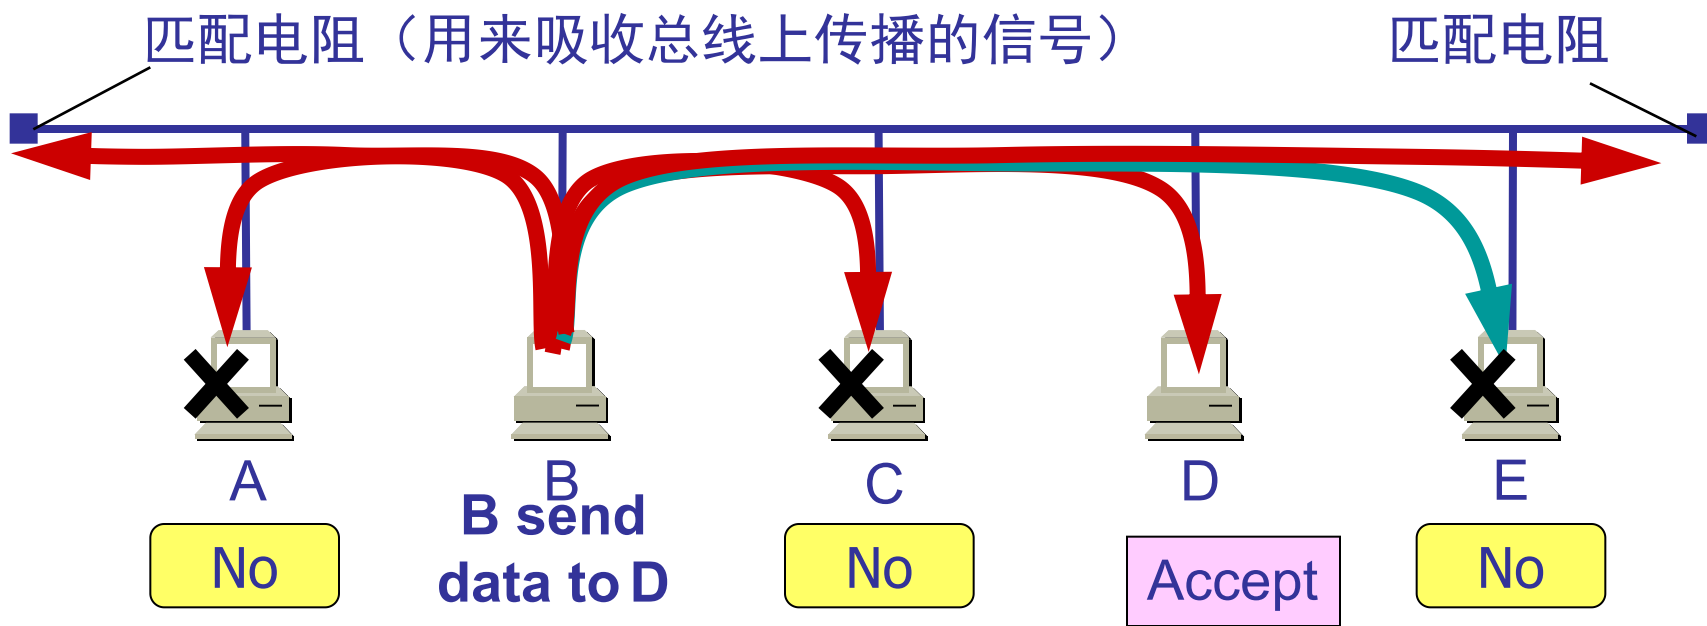 匹配电阻（用来吸收总线上传播的信号）
匹配电阻
A
B
C
D
E
B send
data to D
No
No
Accept
No